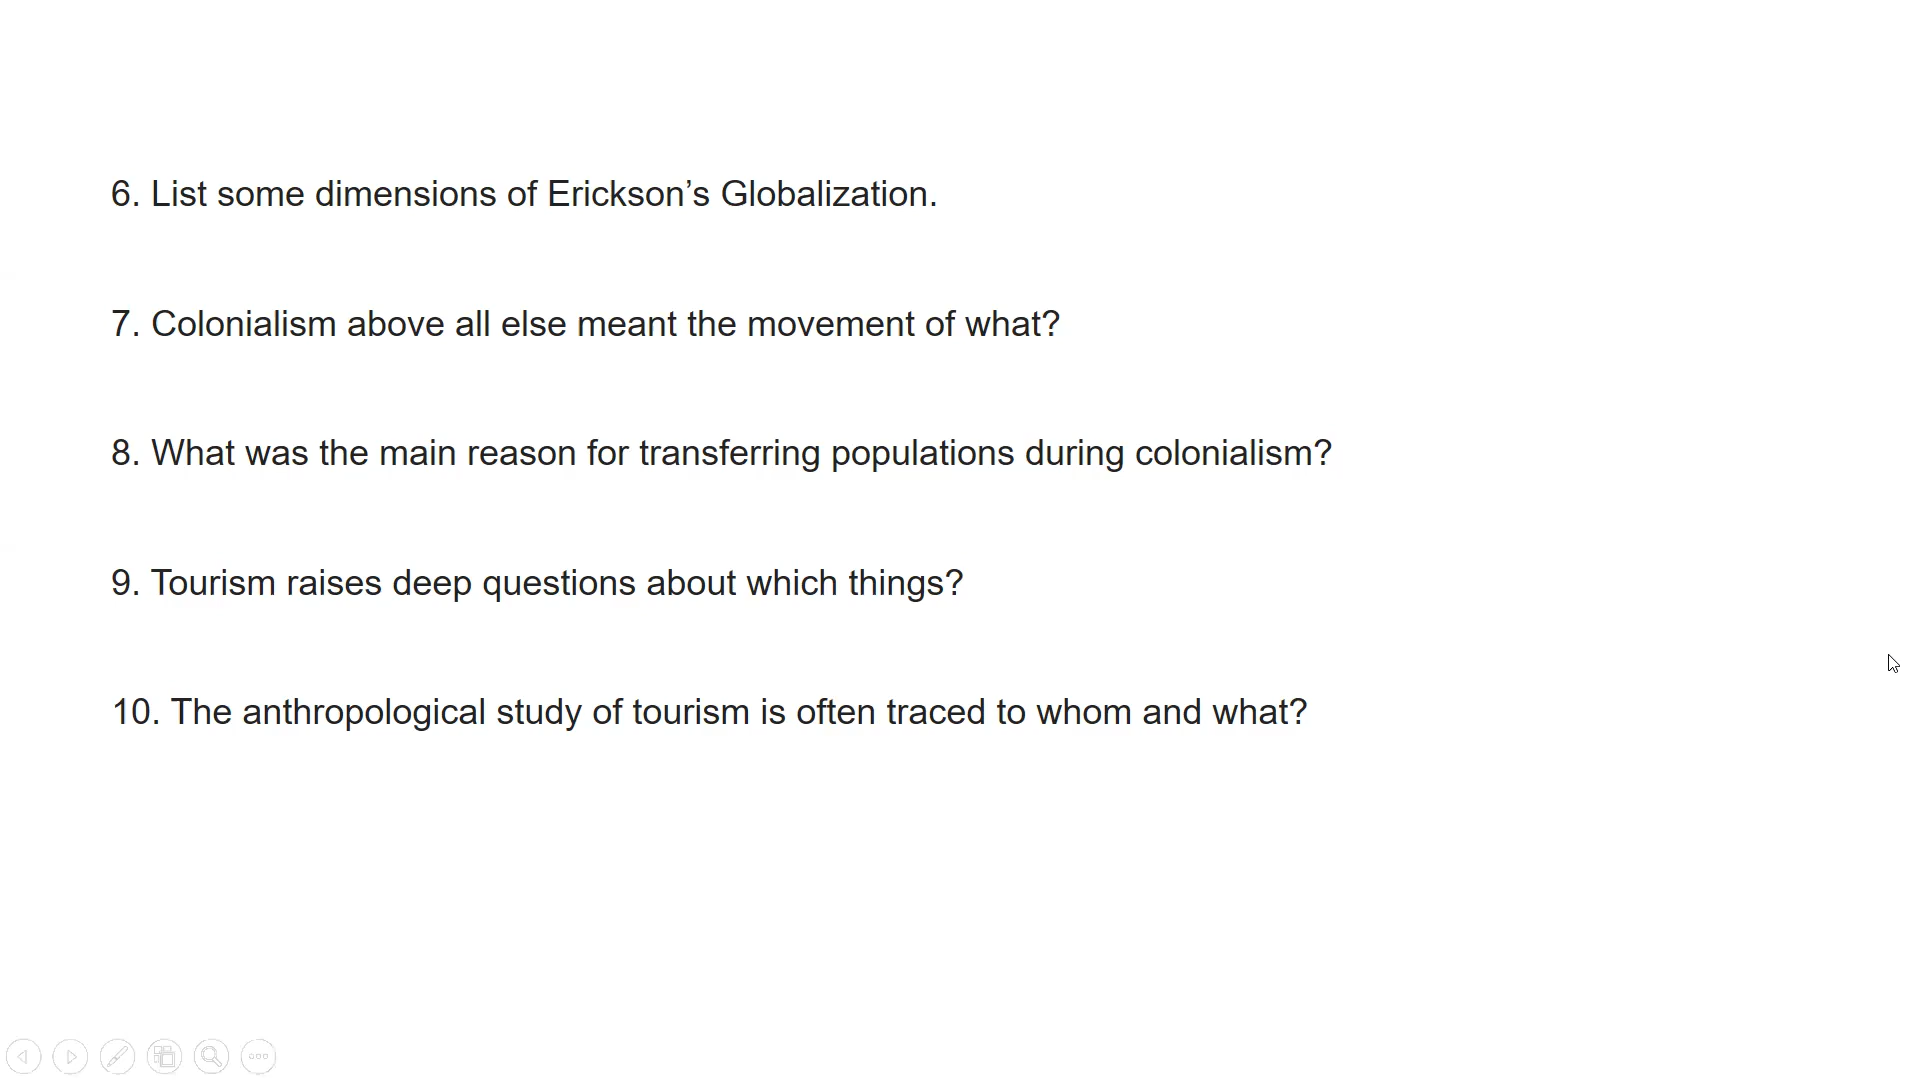 6. List some dimensions of Erickson’s Globalization.
7. Colonialism above all else meant the movement of what?
8. What was the main reason for transferring populations during colonialism?
9. Tourism raises deep questions about which things?
10. The anthropological study of tourism is often traced to whom and what?